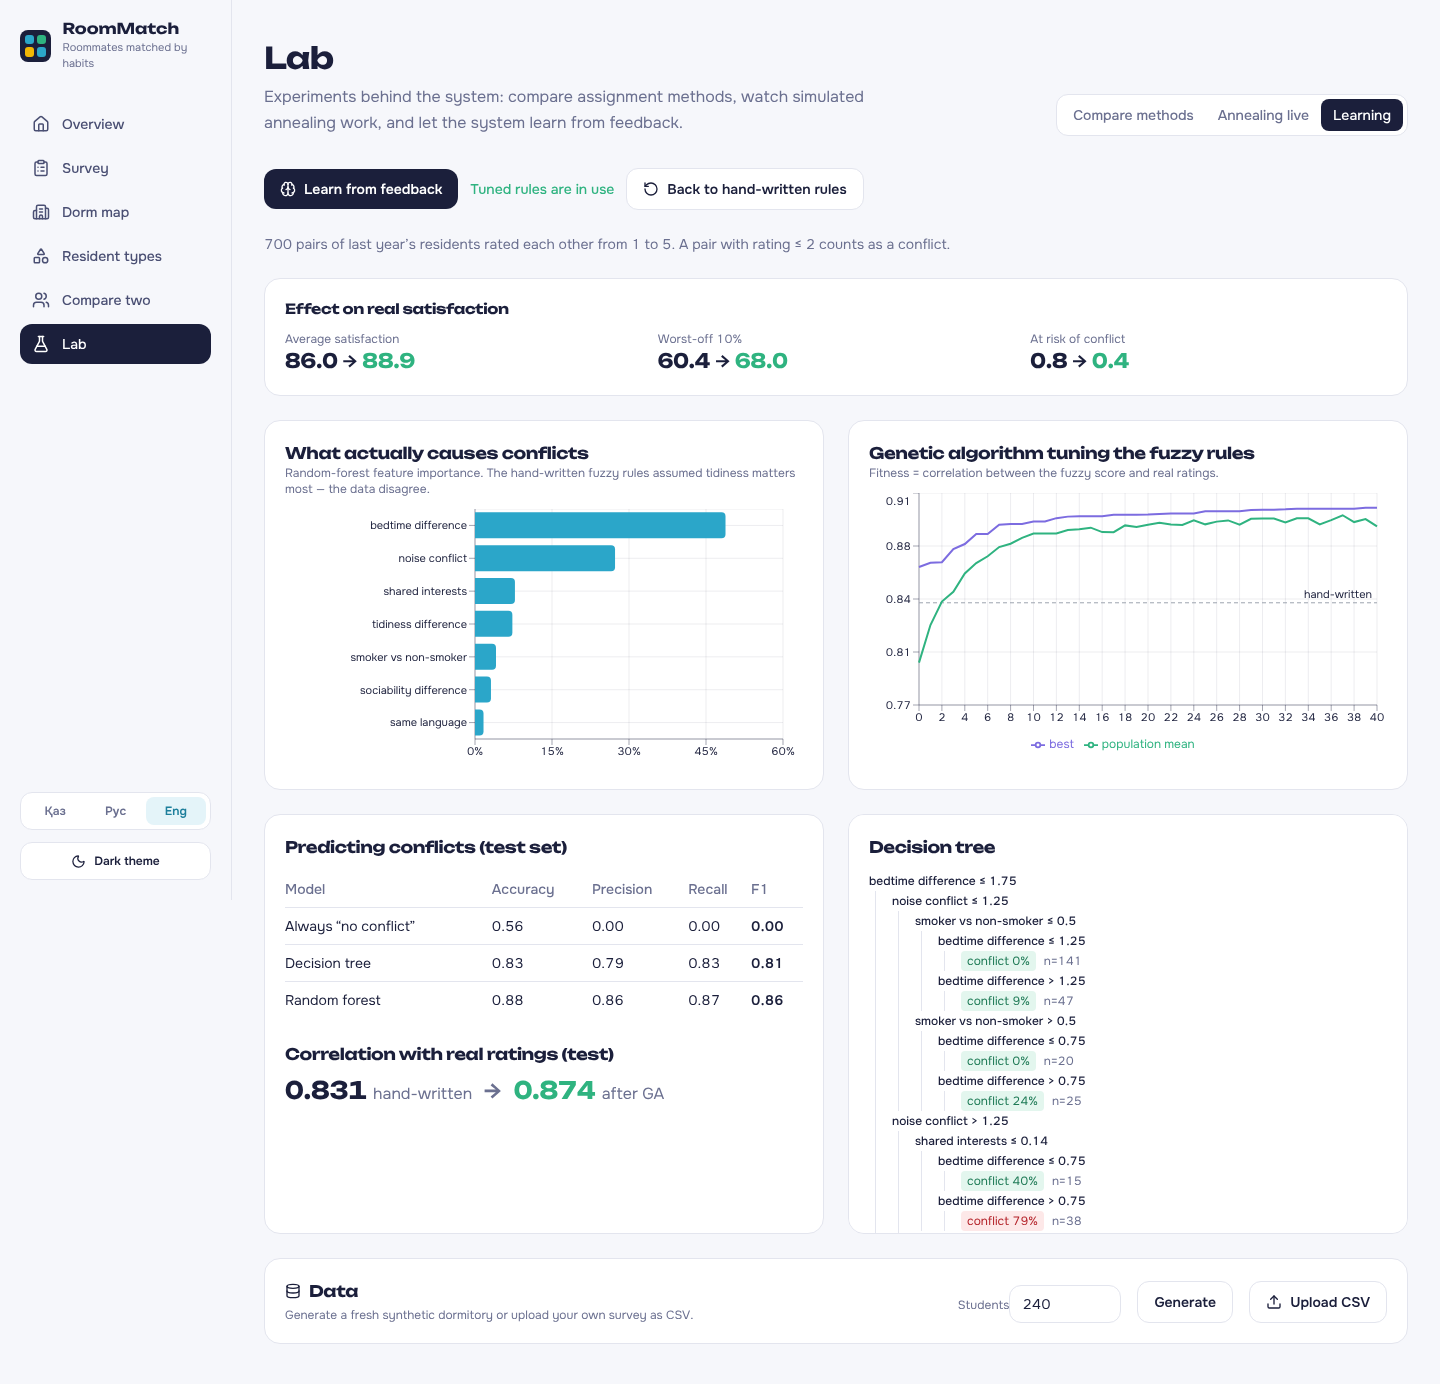 RoomMatch
Roommates matched by
habits
Overview
Survey
Dorm map
Resident types
Compare two
Lab
Қаз Рус Eng
Dark theme
Lab
Experiments behind the system: compare assignment methods, watch simulated
annealing work, and let the system learn from feedback.
Compare methods Annealing live Learning
Learn from feedback Tuned rules are in use Back to hand-written rules
700 pairs of last year’s residents rated each other from 1 to 5. A pair with rating ≤ 2 counts as a conflict.
Effect on real satisfaction
Average satisfaction Worst-off 10% At risk of conflict
86.0 → 88.9 60.4 → 68.0 0.8 → 0.4
What actually causes conflicts
Random-forest feature importance. The hand-written fuzzy rules assumed tidiness matters
most — the data disagree.
bedtime difference
noise conflict
shared interests
tidiness difference
smoker vs non-smoker
sociability difference
same language
0% 15% 30% 45% 60%
Genetic algorithm tuning the fuzzy rules
Fitness = correlation between the fuzzy score and real ratings.
0.91
0.88
0.84
hand-written
0.81
0.77
0 2 4 6 8 10 12 14 16 18 20 22 24 26 28 30 32 34 36 38 40
best population mean
Predicting conflicts (test set)
Model Accuracy Precision Recall F1
Always “no conflict” 0.56 0.00 0.00 0.00
Decision tree 0.83 0.79 0.83 0.81
Random forest 0.88 0.86 0.87 0.86
Correlation with real ratings (test)
0.831 hand-written → 0.874 after GA
Decision tree
bedtime difference ≤ 1.75
noise conflict ≤ 1.25
smoker vs non-smoker ≤ 0.5
bedtime difference ≤ 1.25
conflict 0% n=141
bedtime difference > 1.25
conflict 9% n=47
smoker vs non-smoker > 0.5
bedtime difference ≤ 0.75
conflict 0% n=20
bedtime difference > 0.75
conflict 24% n=25
noise conflict > 1.25
shared interests ≤ 0.14
bedtime difference ≤ 0.75
conflict 40% n=15
bedtime difference > 0.75
conflict 79% n=38
Data
Generate a fresh synthetic dormitory or upload your own survey as CSV.
Students 240 Generate Upload CSV